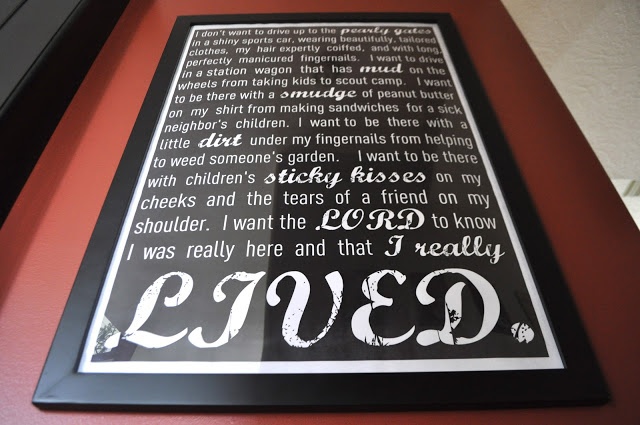 I don't want to drive up to the pearly gates
in a shiny sports car, wearing beautifully, tailored
clothes, my hair expertly coiffed, and with long,
perfectly manicured fingernails. I want to drive
in a station wagon that has mud on the
wheels from taking kids to scout camp. I want
to be there with a smudge of peanut butter
on my shirt from making sandwiches for a sick
neighbor's children. I want to be there with a
little dirt under my fingernails from helping
to weed someone's garden. I want to be there
with children's sticky kisses on my
cheeks and the tears of a friend on my
shoulder. I want the LORD to know
I was really here and that I really
LIVED.